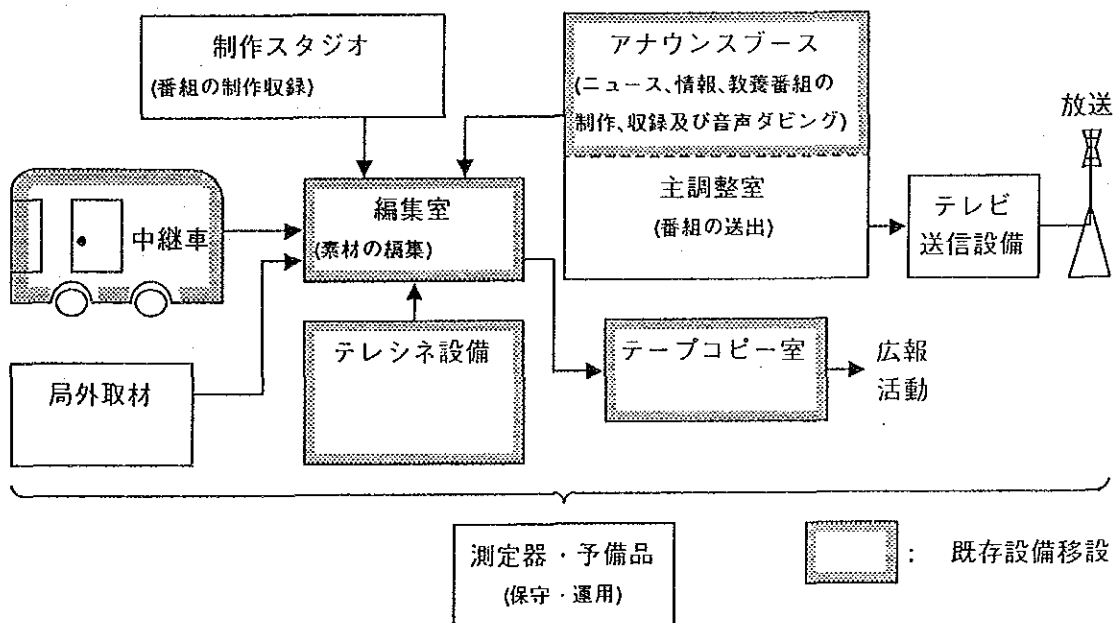 制作スタジオ
(番組の制作収録)
アナウンスブース
(ニュース、情報、教養番組の
制作、収録及び音声ダビング)
放送
中継車
編集室
(素材の編集)
主調整室
(番組の送出)
テレビ
送信設備
局外取材
テレシネ設備
テープコピー室
広報
活動
測定器・予備品
(保守・運用)
: 既存設備移設